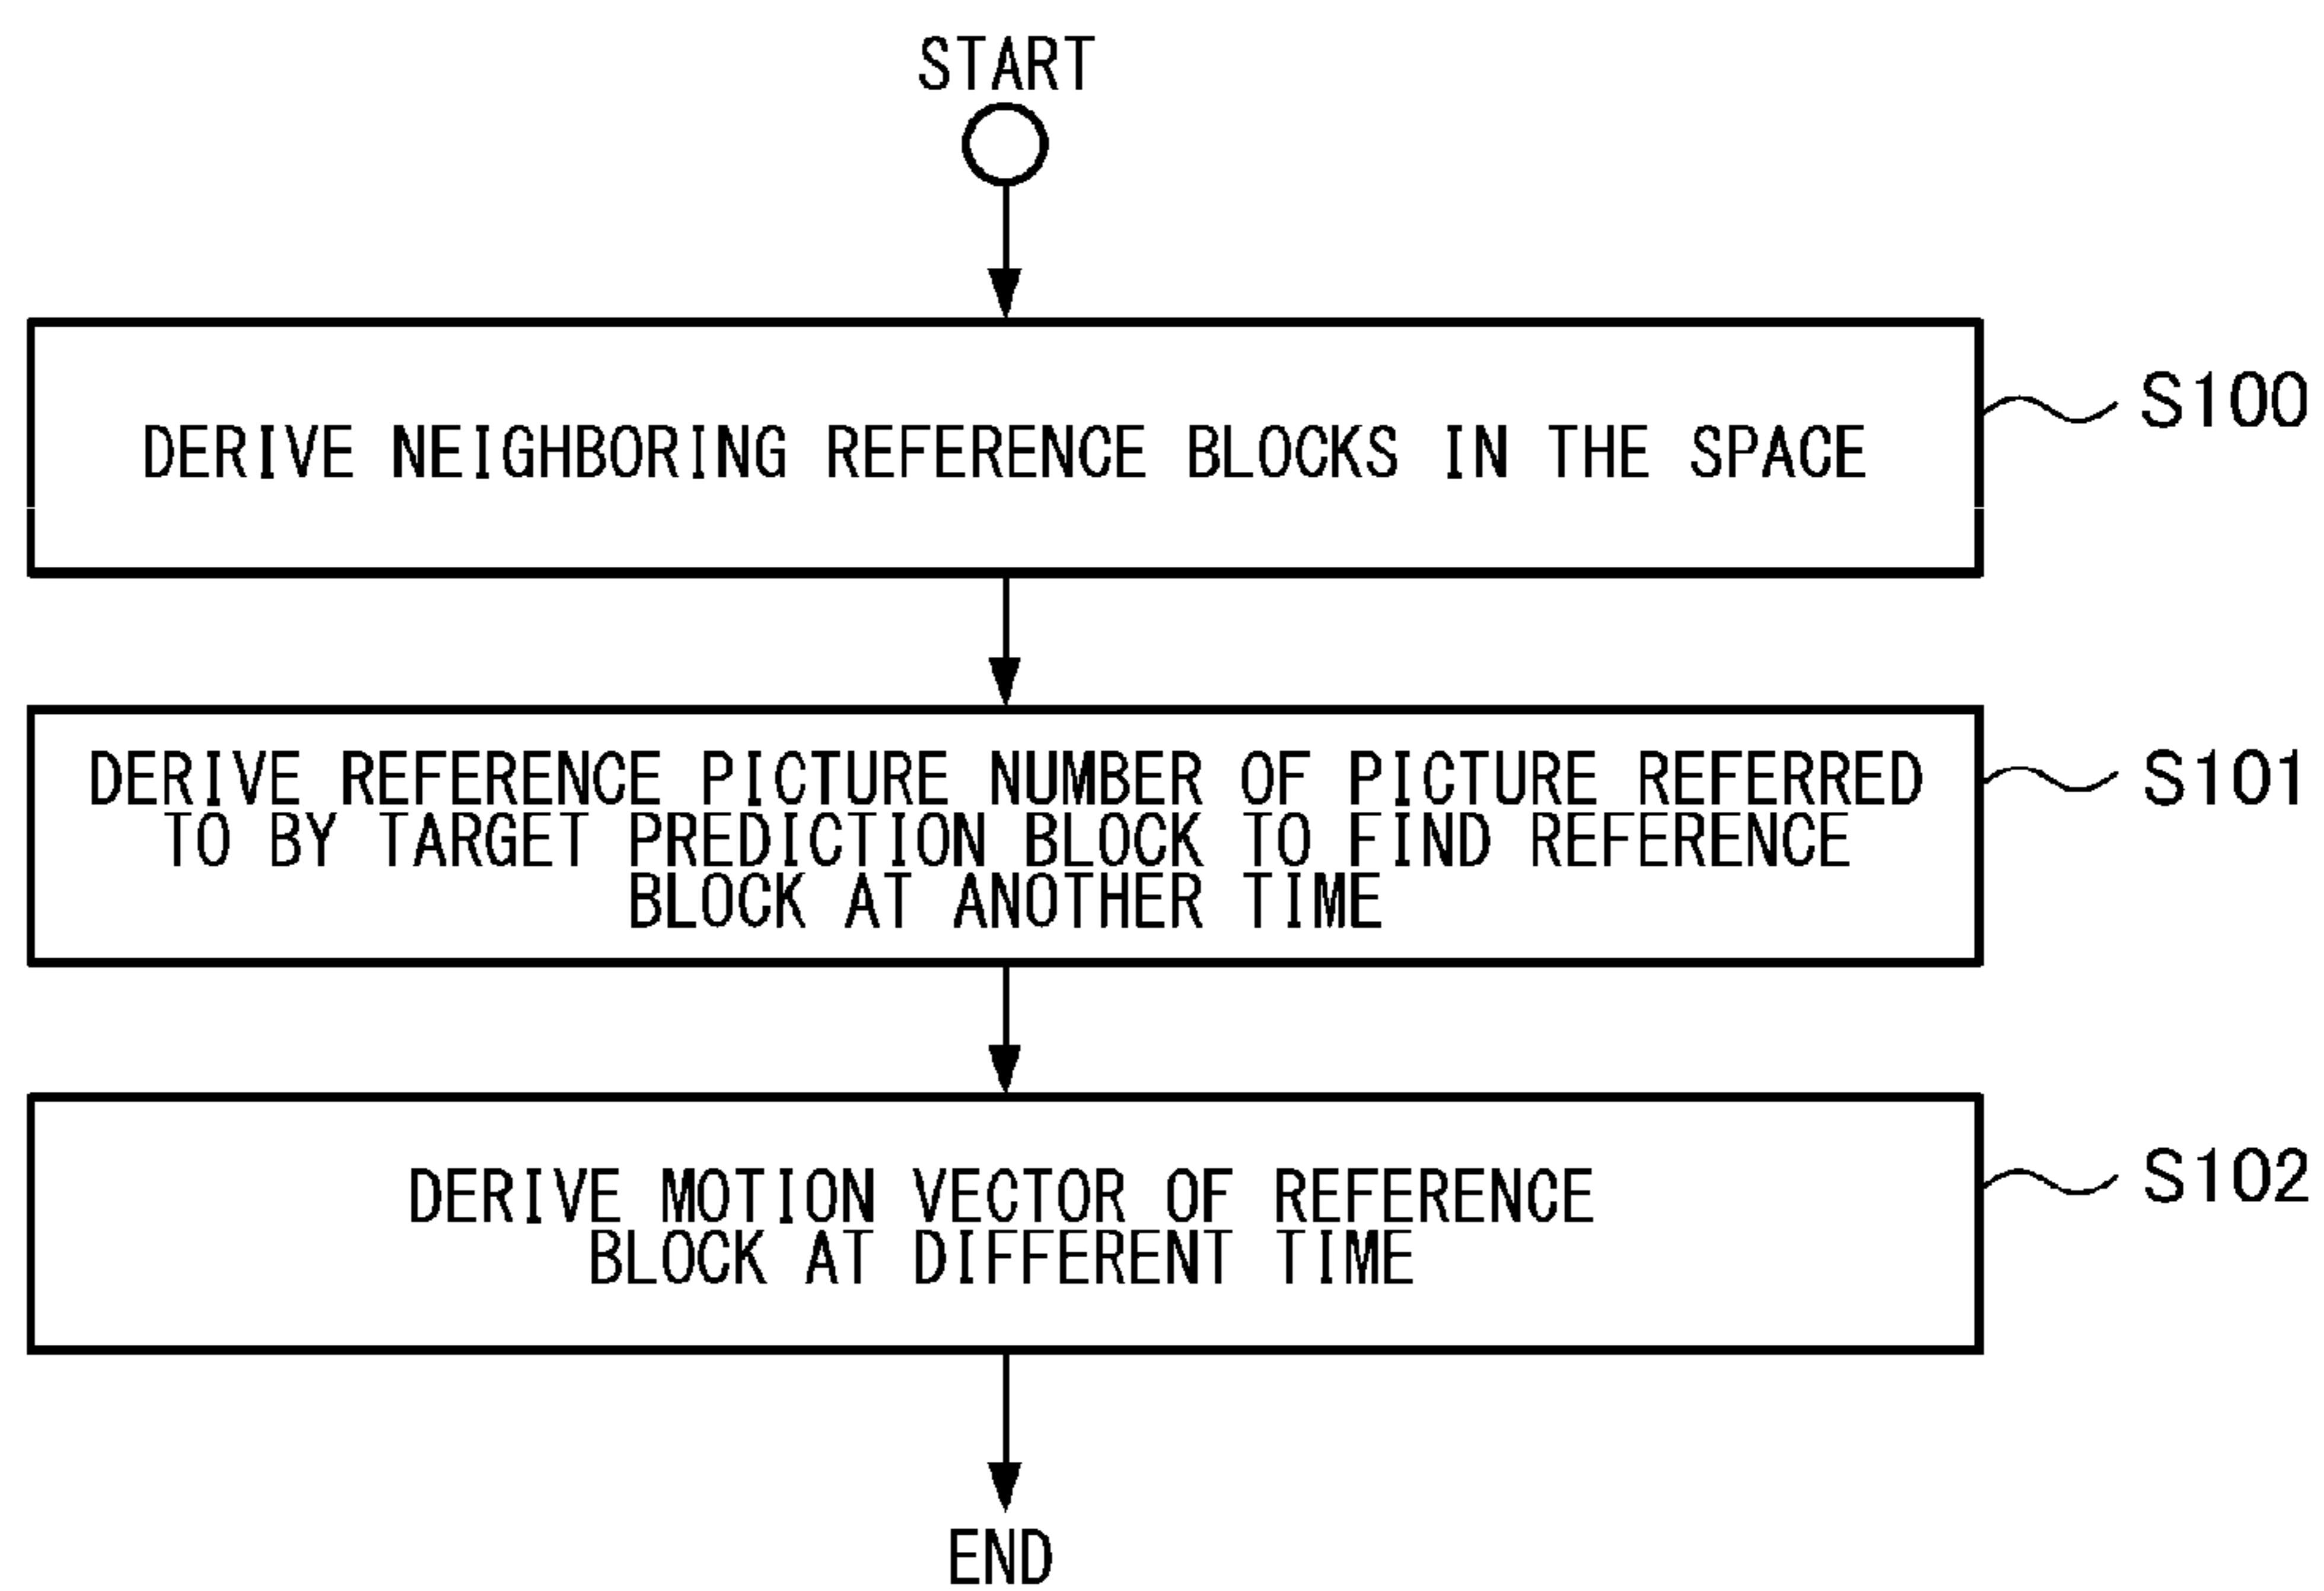 START
DERIVE NEIGHBORING REFERENCE BLOCKS IN THE SPACE
S100
DERIVE REFERENCE PICTURE NUMBER OF PICTURE REFERRED
TO BY TARGET PREDICTION BLOCK TO FIND REFERENCE
BLOCK AT ANOTHER TIME
S101
DERIVE MOTION VECTOR OF REFERENCE
BLOCK AT DIFFERENT TIME
S102
END